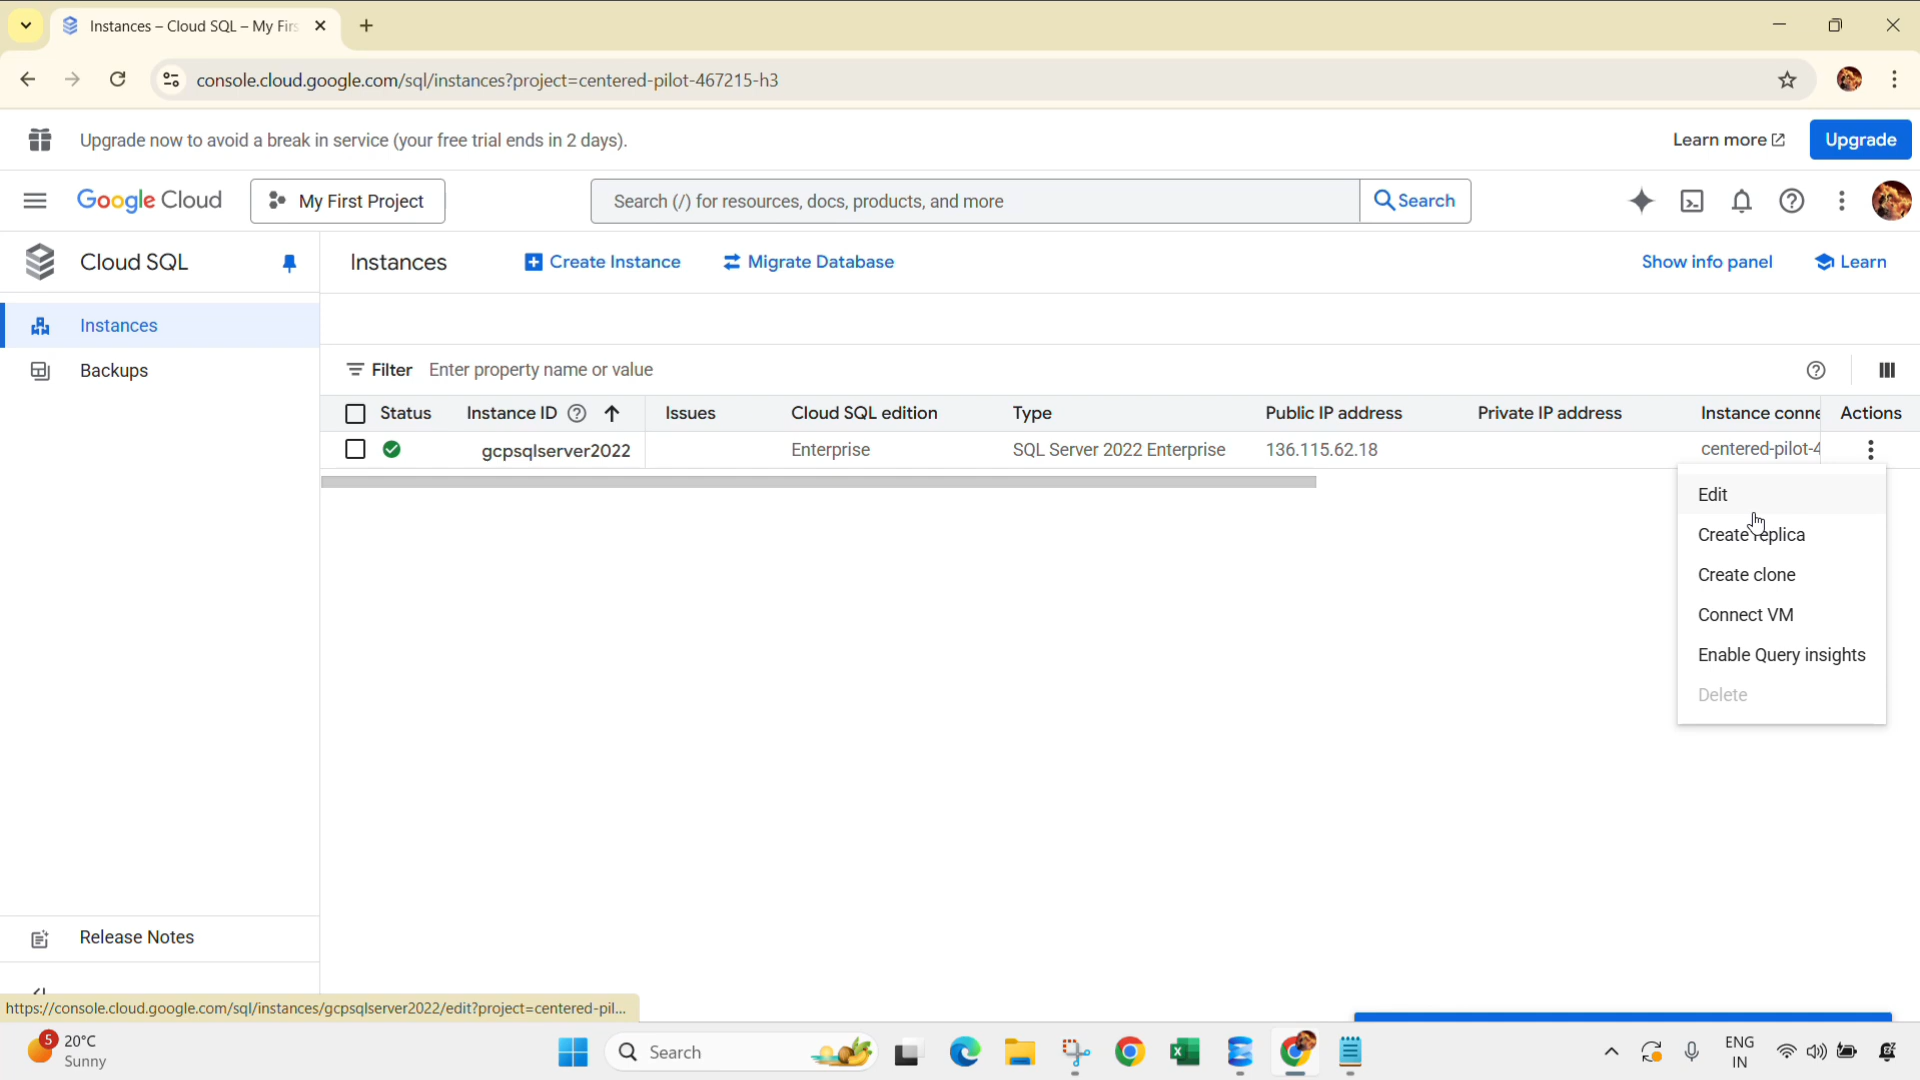 Instances – Cloud SQL – My Firs
console.cloud.google.com/sql/instances?project=centered-pilot-467215-h3
Upgrade now to avoid a break in service (your free trial ends in 2 days).
Learn more
Upgrade
Google Cloud
My First Project
Search (/) for resources, docs, products, and more
Search
Cloud SQL
Instances
Create Instance
Migrate Database
Show info panel
Learn
Instances
Backups
Filter Enter property name or value
Status Instance ID Issues Cloud SQL edition Type Public IP address Private IP address Instance conne Actions
gcpsqlserver2022 Enterprise SQL Server 2022 Enterprise 136.115.62.18 centered-pilot-4
Edit
Create replica
Create clone
Connect VM
Enable Query insights
Delete
Release Notes
https://console.cloud.google.com/sql/instances/gcpsqlserver2022/edit?project=centered-pil...
5
20°C
Sunny
Search
ENG
IN